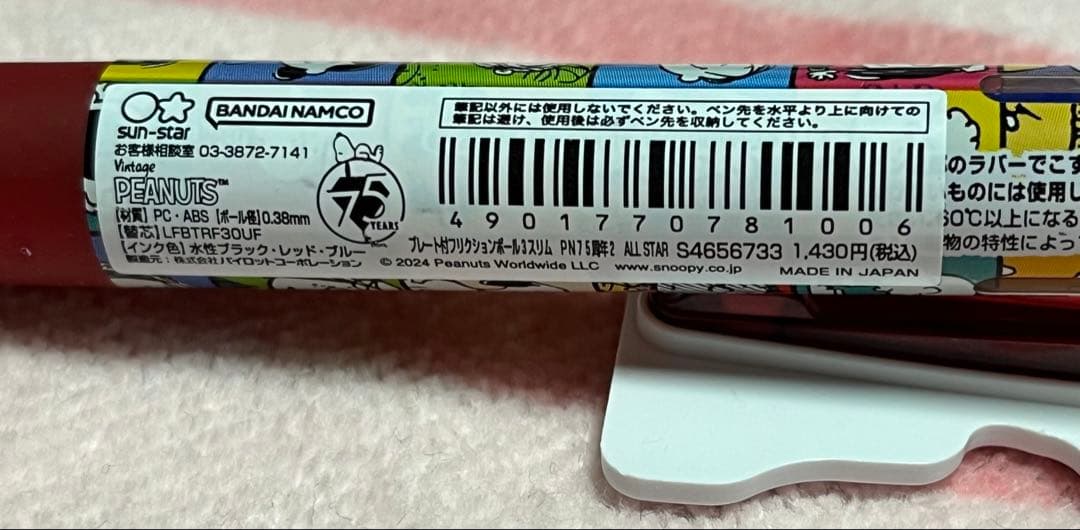 sun-star
BANDAI NAMCO
お客様相談室 03-3872-7141
Vintage
PEANUTS™
【材質】PC・ABS 【ボール径】0.38mm
【替芯】LFBTRF30UF
【インク色】水性ブラック・レッド・ブルー
製造元:株式会社パイロットコーポレーション
75
YEARS
筆記以外には使用しないでください。ペン先を水平より上に向けての
筆記は避け、使用後は必ずペン先を収納してください。
4901770781006
プレート付フリクションボール3スリム PN75周年2 ALL STAR S4656733 1,430円(税込)
© 2024 Peanuts Worldwide LLC www.snoopy.co.jp MADE IN JAPAN
のラバーでこす
ものには使用し
60℃以上になる
物の特性によっ